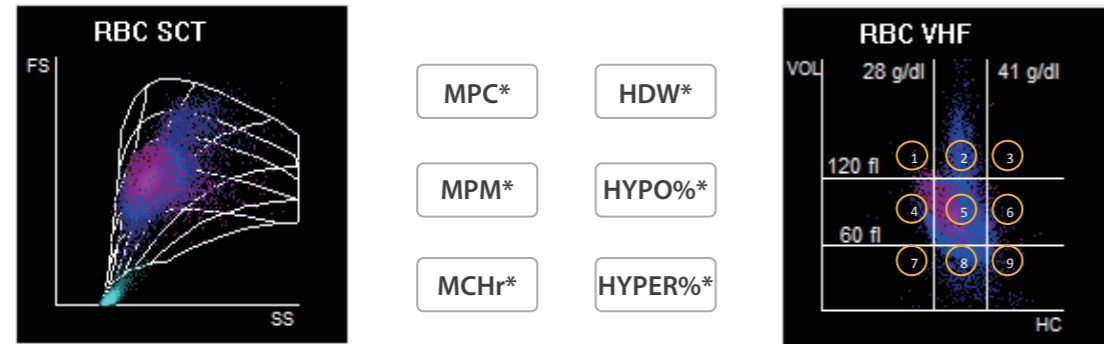 RBC SCT
FS
SS
MPC*
HDW*
MPM*
HYPO%*
MCHr*
HYPER%*
RBC VHF
VOL
28 g/dl
41 g/dl
1
2
3
120 fl
4
5
6
60 fl
7
8
9
HC